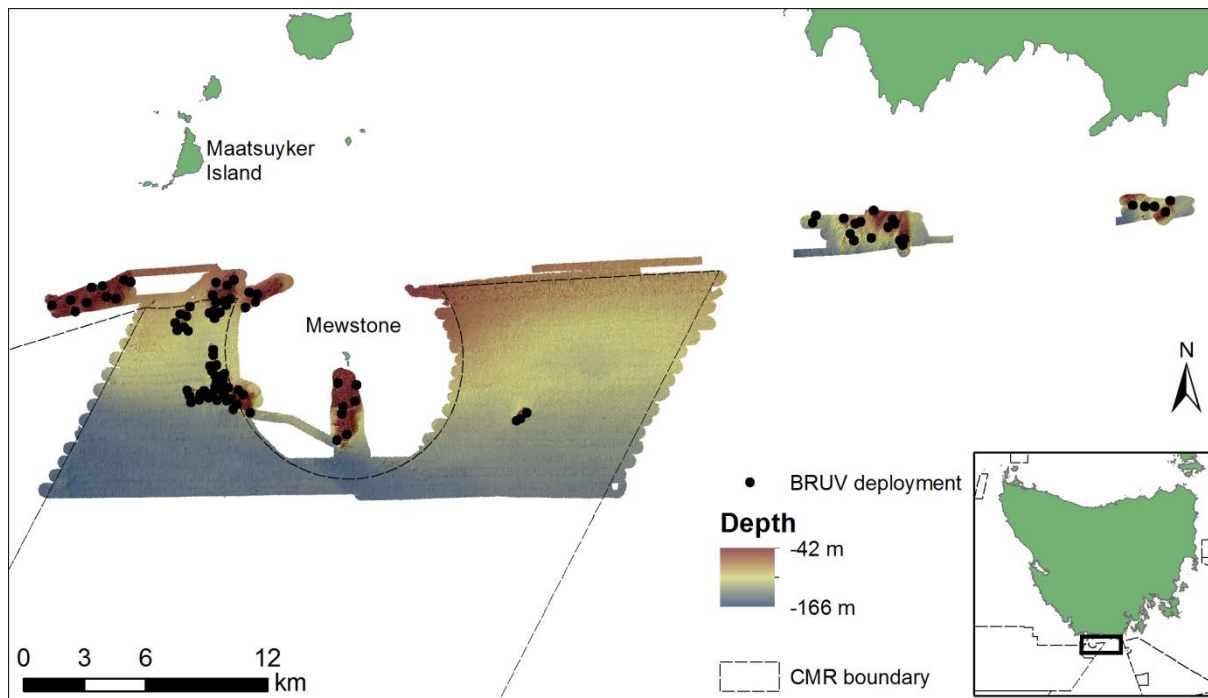 Maatsuyker
Island
Mewstone
N
BRUV deployment
Depth
-42 m
-166 m
CMR boundary
0 3 6 12
km